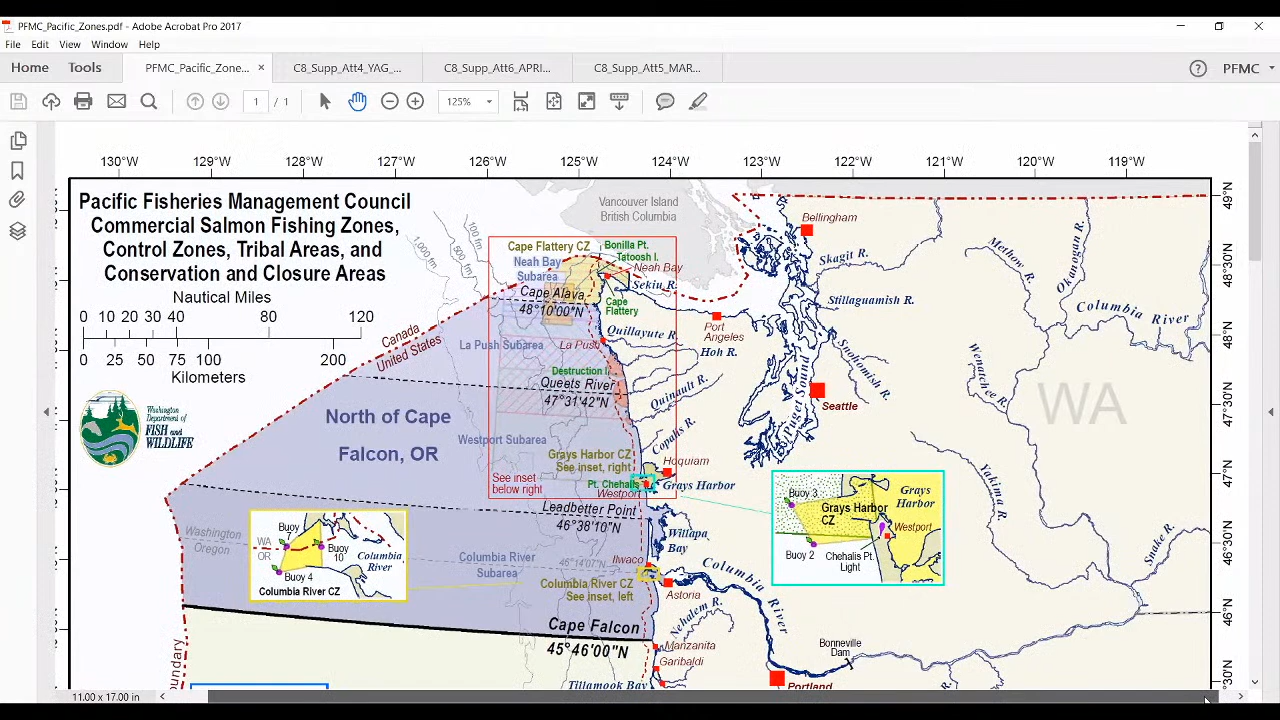 PFMC_Pacific_Zones.pdf - Adobe Acrobat Pro 2017
File Edit View Window Help
Home Tools PFMC_Pacific_Zone... × C8_Supp_Att4_YAG_... C8_Supp_Att6_APRI... C8_Supp_Att5_MAR... PFMC
1 / 1 125%
130°W 129°W 128°W 127°W 126°W 125°W 124°W 123°W 122°W 121°W 120°W 119°W
Pacific Fisheries Management Council
Commercial Salmon Fishing Zones,
Control Zones, Tribal Areas, and
Conservation and Closure Areas
Nautical Miles
0 10 20 30 40 80 120
0 25 50 75 100 200
Kilometers
Washington
Department of
FISH and
WILDLIFE
Vancouver Island
British Columbia
1,000 fm
100 fm
Canada
United States
Cape Flattery CZ
Bonilla Pt.
Tatoosh I.
Neah Bay
Subarea
Neah Bay
Sekiu R.
Cape Alava
48°10'00"N
Cape
Flattery
Quillayute R.
La Push Subarea
La Push
Hoh R.
Destruction I.
Queets River
47°31'42"N
Quinault R.
North of Cape
Falcon, OR
Westport Subarea
Copalis R.
Grays Harbor CZ
See inset, right
Hoquiam
See inset
below right
Pt. Chehalis
Westport
Grays Harbor
Leadbetter Point
46°38'10"N
Willapa
Bay
Washington
Oregon
Columbia River
Subarea
46°14'07"N
Ilwaco
Columbia River CZ
See inset, left
Astoria
Columbia River
Nehalem R.
Cape Falcon
45°46'00"N
Manzanita
Garibaldi
Tillamook Bay
Bellingham
Skagit R.
Stillaguamish R.
Port
Angeles
Snohomish R.
Puget Sound
Seattle
Methow R.
Okanogan R.
Columbia River
Wenatchee R.
WA
Yakima R.
Snake R.
Bonneville
Dam
Portland
WA
OR
Buoy
7
Buoy
10
Buoy 4
Columbia
River
Columbia River CZ
Buoy 3
Grays Harbor
CZ
Grays
Harbor
Westport
Buoy 2
Chehalis Pt.
Light
49°N
48°30'N
48°N
47°30'N
47°N
46°30'N
46°N
30'N
oundary
11.00 x 17.00 in